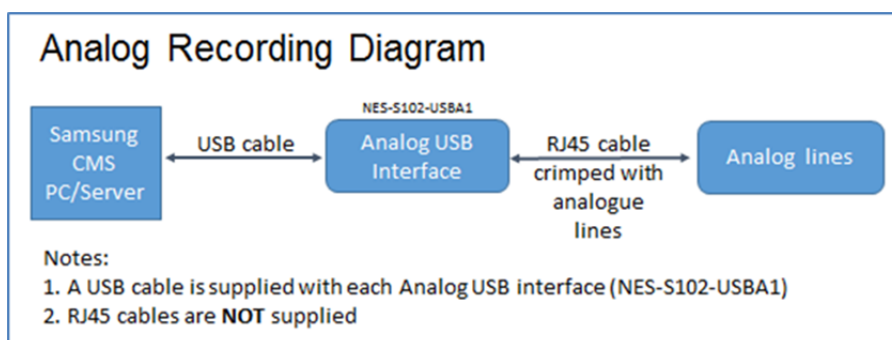 Analog Recording Diagram
NES-S102-USBA1
Samsung
CMS
PC/Server
USB cable
Analog USB
Interface
RJ45 cable
crimped with
analogue
lines
Analog lines
Notes:
1. A USB cable is supplied with each Analog USB interface (NES-S102-USBA1)
2. RJ45 cables are NOT supplied